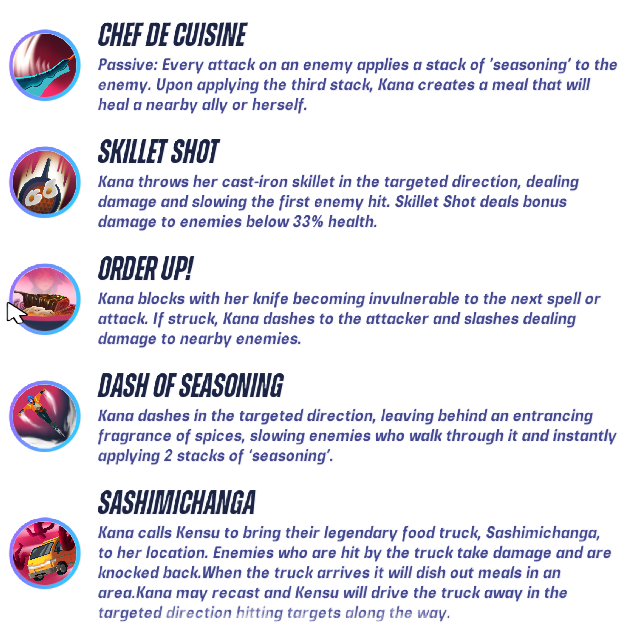 CHEF DE CUISINE
Passive: Every attack on an enemy applies a stack of 'seasoning' to the
enemy. Upon applying the third stack, Kana creates a meal that will
heal a nearby ally or herself.
SKILLET SHOT
Kana throws her cast-iron skillet in the targeted direction, dealing
damage and slowing the first enemy hit. Skillet Shot deals bonus
damage to enemies below 33% health.
ORDER UP!
Kana blocks with her knife becoming invulnerable to the next spell or
attack. If struck, Kana dashes to the attacker and slashes dealing
damage to nearby enemies.
DASH OF SEASONING
Kana dashes in the targeted direction, leaving behind an entrancing
fragrance of spices, slowing enemies who walk through it and instantly
applying 2 stacks of ‘seasoning’.
SASHIMICHANGA
Kana calls Kensu to bring their legendary food truck, Sashimichanga,
to her location. Enemies who are hit by the truck take damage and are
knocked back.When the truck arrives it will dish out meals in an
area.Kana may recast and Kensu will drive the truck away in the
targeted direction hitting targets along the way.